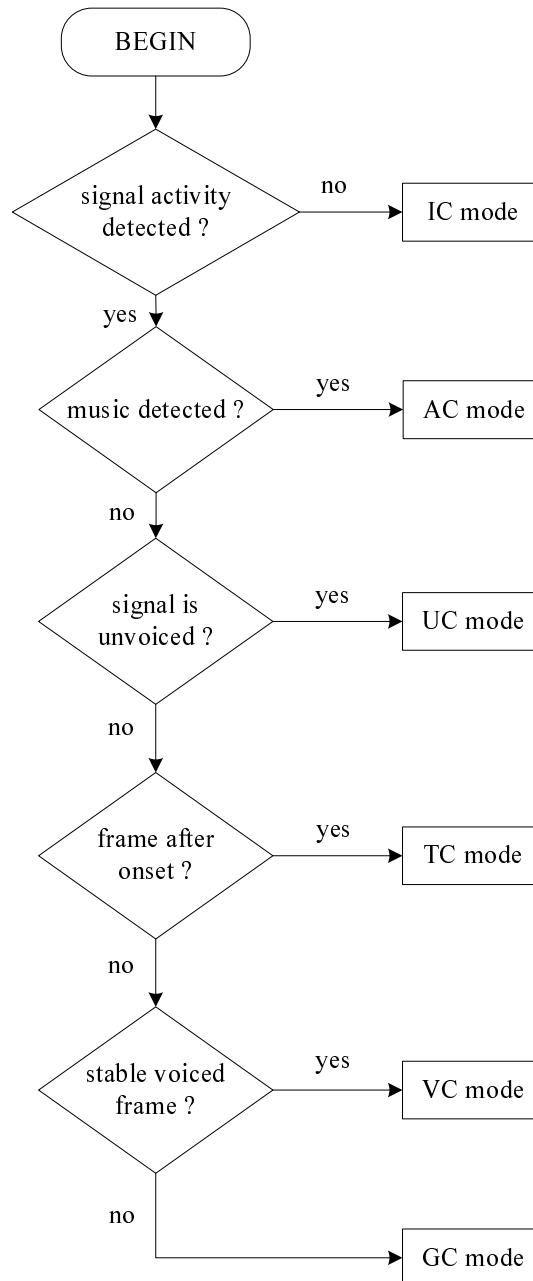 BEGIN
signal activity
detected ?
no
IC mode
yes
music detected ?
yes
AC mode
no
signal is
unvoiced ?
yes
UC mode
no
frame after
onset ?
yes
TC mode
no
stable voiced
frame ?
yes
VC mode
no
GC mode